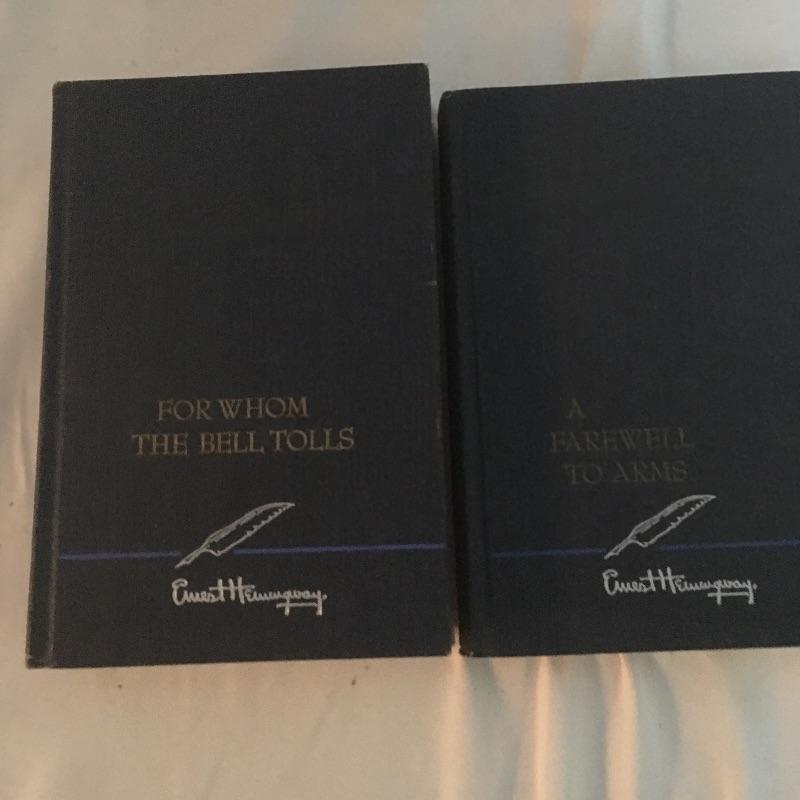 FOR WHOM
THE BELL TOLLS
Ernest Hemingway.
A
FAREWELL
TO ARMS
Ernest Hemingway.